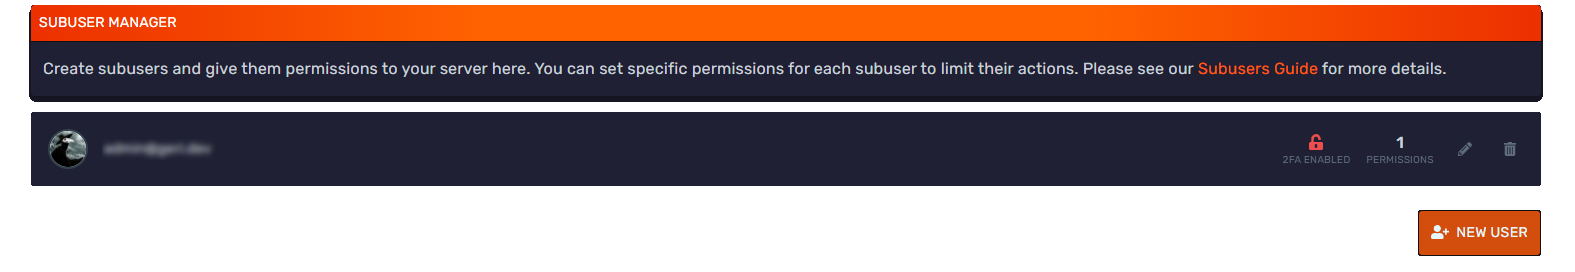 SUBUSER MANAGER
Create subusers and give them permissions to your server here. You can set specific permissions for each subuser to limit their actions. Please see our Subusers Guide for more details.
1
2FA ENABLED
PERMISSIONS
NEW USER